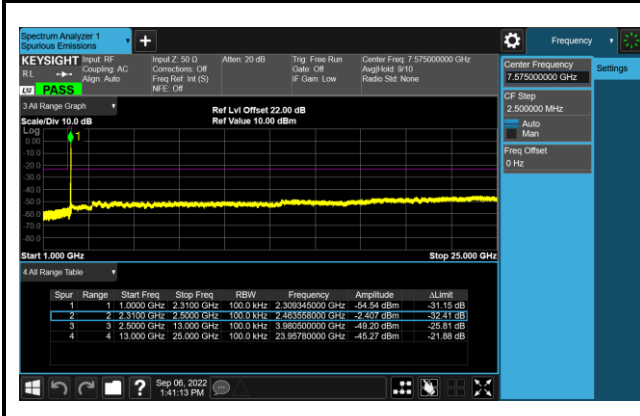 Spectrum Analyzer 1
Spurious Emissions
Frequency
KEYSIGHT Input: RF Input Z: 50 Ω Atten: 20 dB Trig: Free Run Center Freq: 7.575000000 GHz
RL Coupling: AC Corrections: Off Gate: Off Avg|Hold: 9/10
Align: Auto Freq Ref: Int (S) IF Gain: Low Radio Std: None
LXI PASS NFE: Off
Center Frequency
7.575000000 GHz
Settings
CF Step
2.500000 MHz
Auto
Man
Freq Offset
0 Hz
3 All Range Graph
Ref Lvl Offset 22.00 dB
Scale/Div 10.0 dB Ref Value 10.00 dBm
Log
1
0.00
-10.0
-20.0
-30.0
-40.0
-50.0
-60.0
-70.0
-80.0
Start 1.000 GHz Stop 25.000 GHz
4 All Range Table
Spur Range Start Freq Stop Freq RBW Frequency Amplitude ΔLimit
1 1 1.0000 GHz 2.3100 GHz 100.0 kHz 2.309345000 GHz -54.54 dBm -31.15 dB
2 2 2.3100 GHz 2.5000 GHz 100.0 kHz 2.463558000 GHz -2.407 dBm -32.41 dB
3 3 2.5000 GHz 13.000 GHz 100.0 kHz 3.980500000 GHz -49.20 dBm -25.81 dB
4 4 13.000 GHz 25.000 GHz 100.0 kHz 23.95780000 GHz -45.27 dBm -21.88 dB
Sep 06, 2022
1:41:13 PM